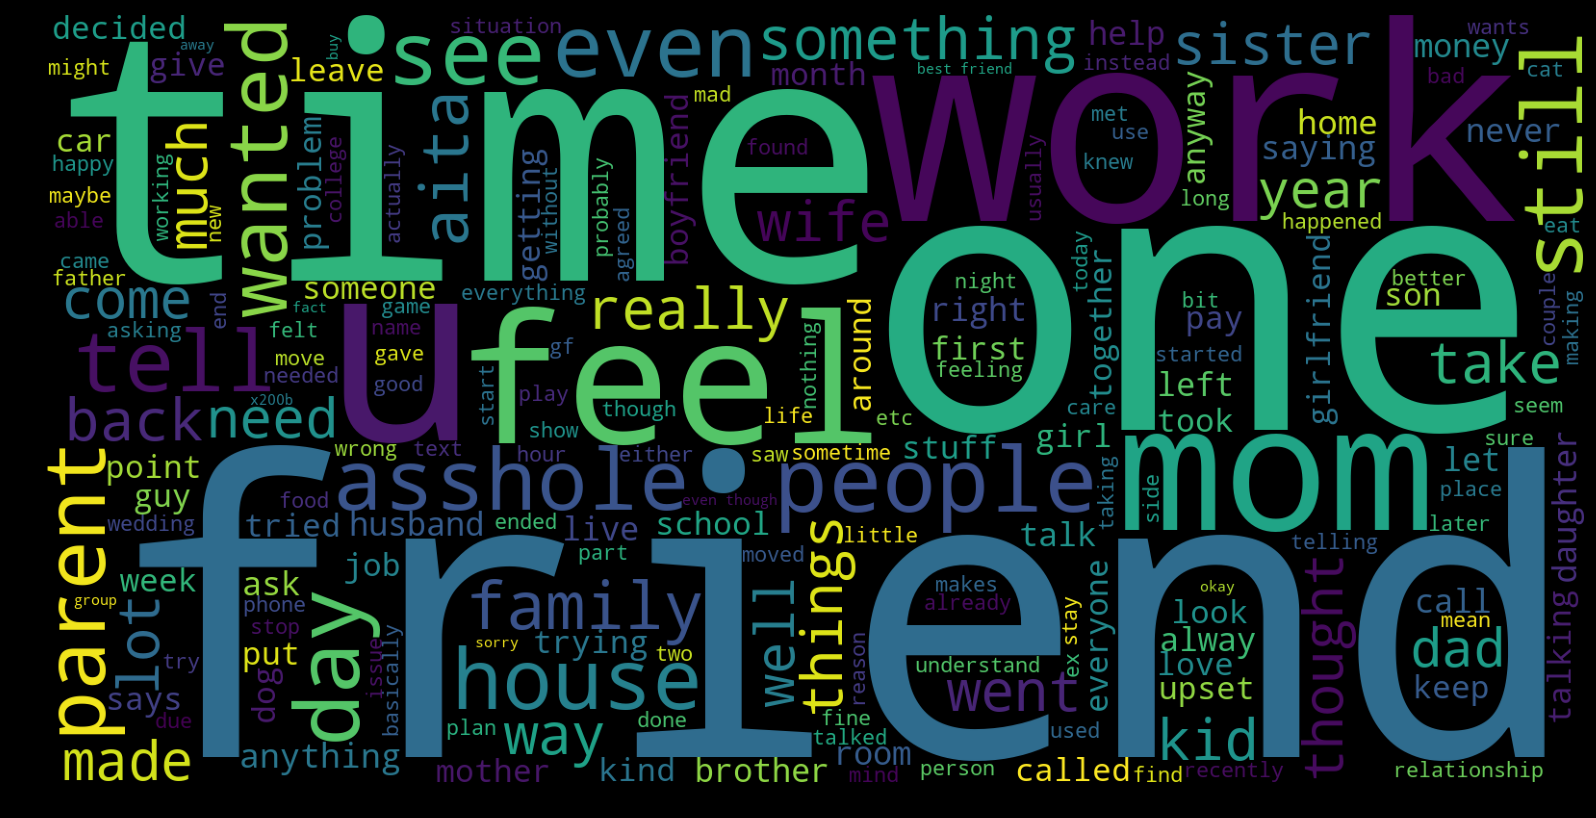 decided
situation
wants
away
might
give
wanted
buy
leave
see
even
something
best friend
month
help
instead
sister
money
bad
cat
still
time
work
mad
car
happy
maybe
able
working
much
new
problem
college
actually
aita
getting
without
probably
agreed
boyfriend
found
wife
usually
met
use
knew
anyway
long
home
saying
never
year
happened
eat
came
father
come
end
someone
fact
game
everything
really
night
right
first
feeling
one
today
together
bit
pay
started
girlfriend
better
son
couple
making
asking
felt
tell
move
needed
u
name
gave
good
feel
gf
start
play
nothing
around
take
left
took
back
need
x200b
show
though
life
etc
care
seem
wrong
text
hour
either
saw
sometime
stuff
girl
mom
sure
parent
point
guy
asshole
even though
people
taking
side
let
place
daughter
food
wedding
tried
husband
ended
live
school
little
talk
later
friend
telling
part
moved
job
week
group
lot
ask
phone
stop
put
day
family
trying
sorry
two
well
things
makes
already
ex stay
everyone
okay
look
alway
love
upset
thought
call
mean
dad
keep
talking
try
says
due
dog
issue
basically
house
reason
understand
went
plan
way
done
fine
talked
used
kid
made
anything
mother
kind
brother
room
mind
person
called
find
recently
relationship